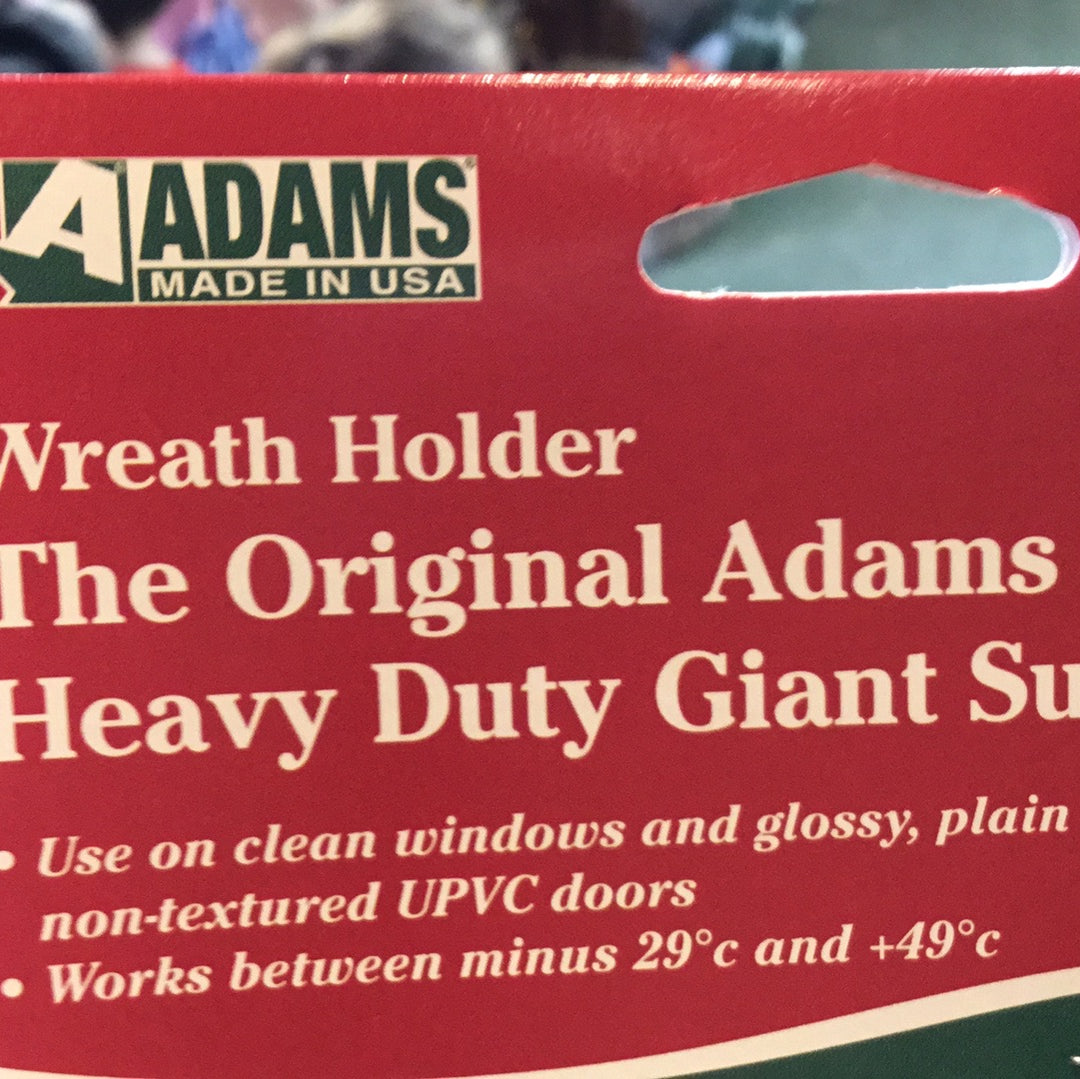 A ADAMS®
MADE IN USA
Wreath Holder
The Original Adams
Heavy Duty Giant Su
• Use on clean windows and glossy, plain
non-textured UPVC doors
• Works between minus 29°c and +49°c